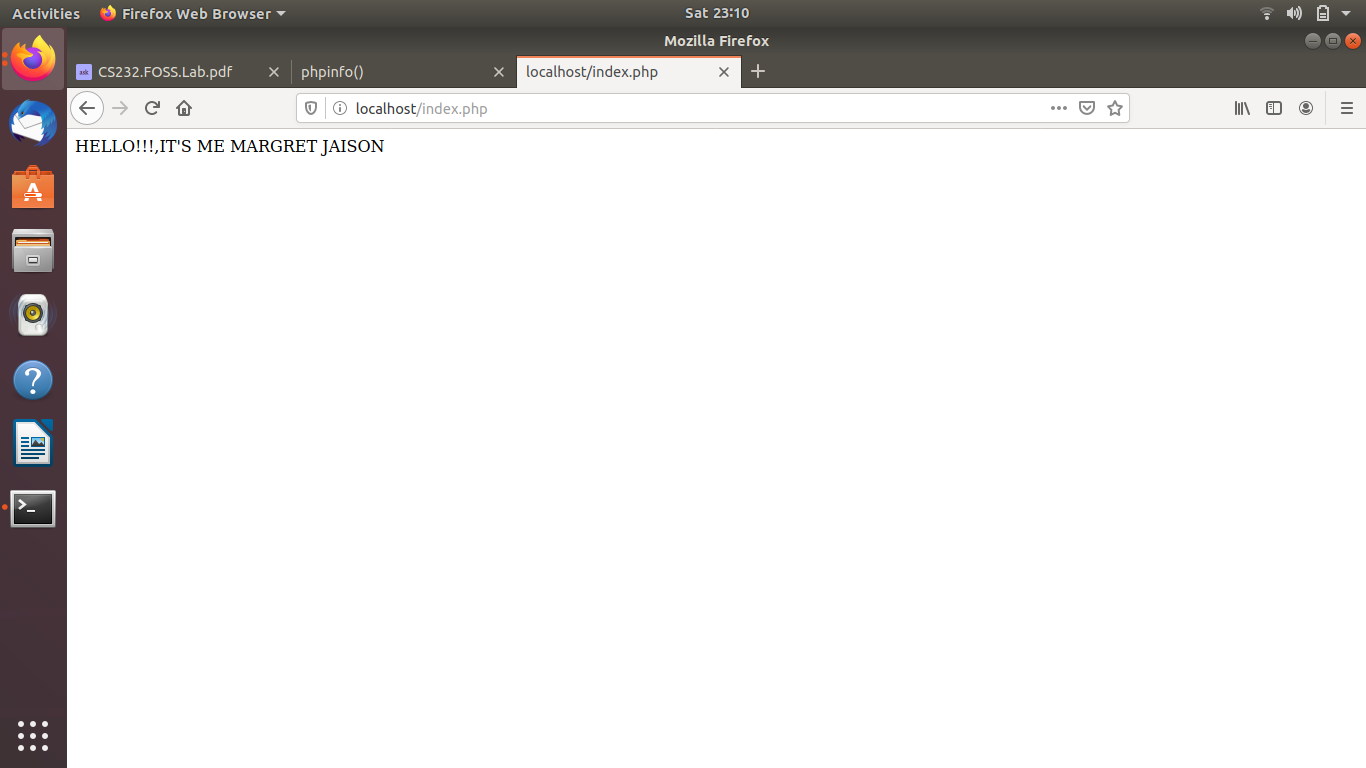 Activities
Firefox Web Browser
Sat 23:10
Mozilla Firefox
CS232.FOSS.Lab.pdf
phpinfo()
localhost/index.php
localhost/index.php
HELLO!!!,IT'S ME MARGRET JAISON